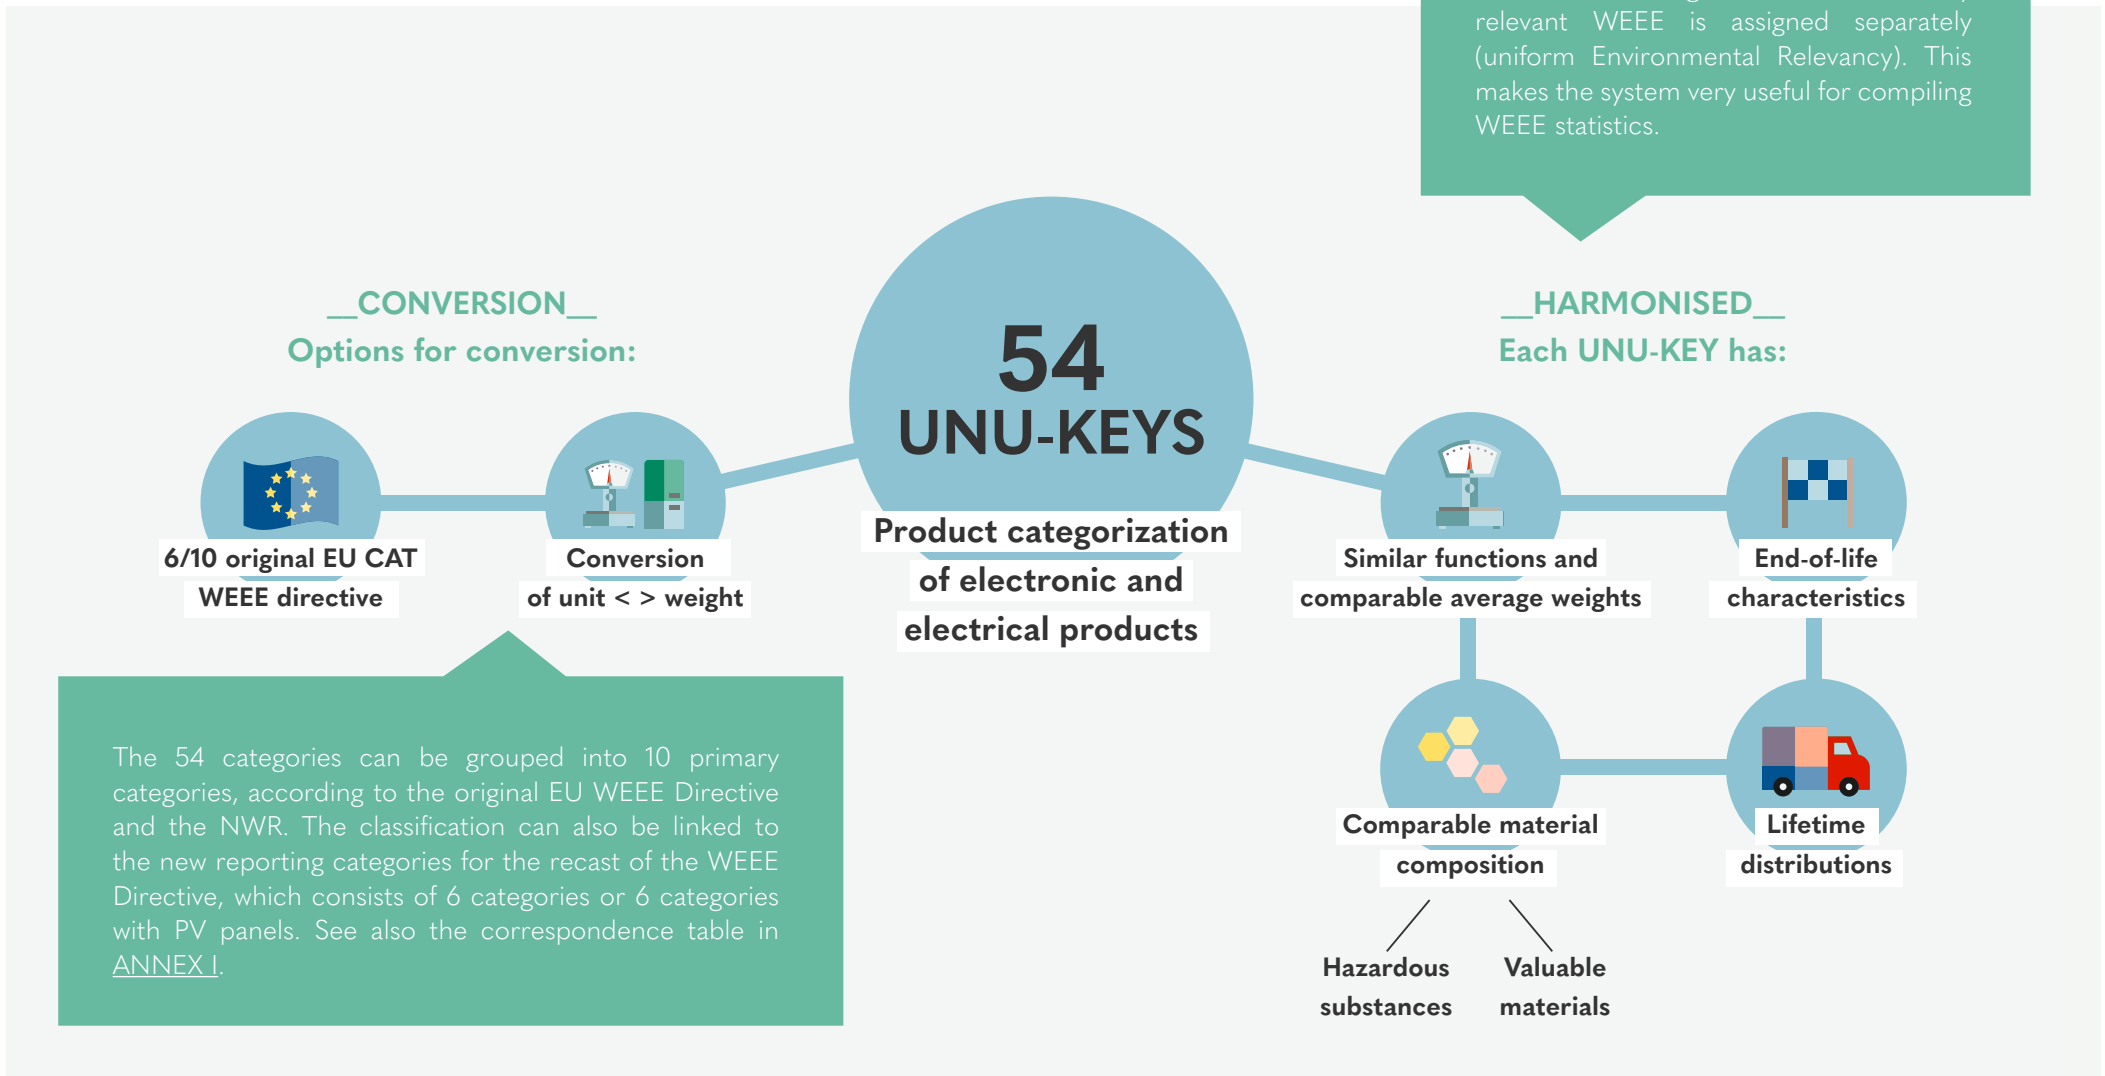 relevant WEEE is assigned separately
(uniform Environmental Relevancy). This
makes the system very useful for compiling
WEEE statistics.
__CONVERSION__
Options for conversion:
54
UNU-KEYS
Product categorization
of electronic and
electrical products
__HARMONISED__
Each UNU-KEY has:
6/10 original EU CAT
WEEE directive
Conversion
of unit < > weight
Similar functions and
comparable average weights
End-of-life
characteristics
The 54 categories can be grouped into 10 primary
categories, according to the original EU WEEE Directive
and the NWR. The classification can also be linked to
the new reporting categories for the recast of the WEEE
Directive, which consists of 6 categories or 6 categories
with PV panels. See also the correspondence table in
ANNEX I.
Comparable material
composition
Lifetime
distributions
Hazardous
substances
Valuable
materials